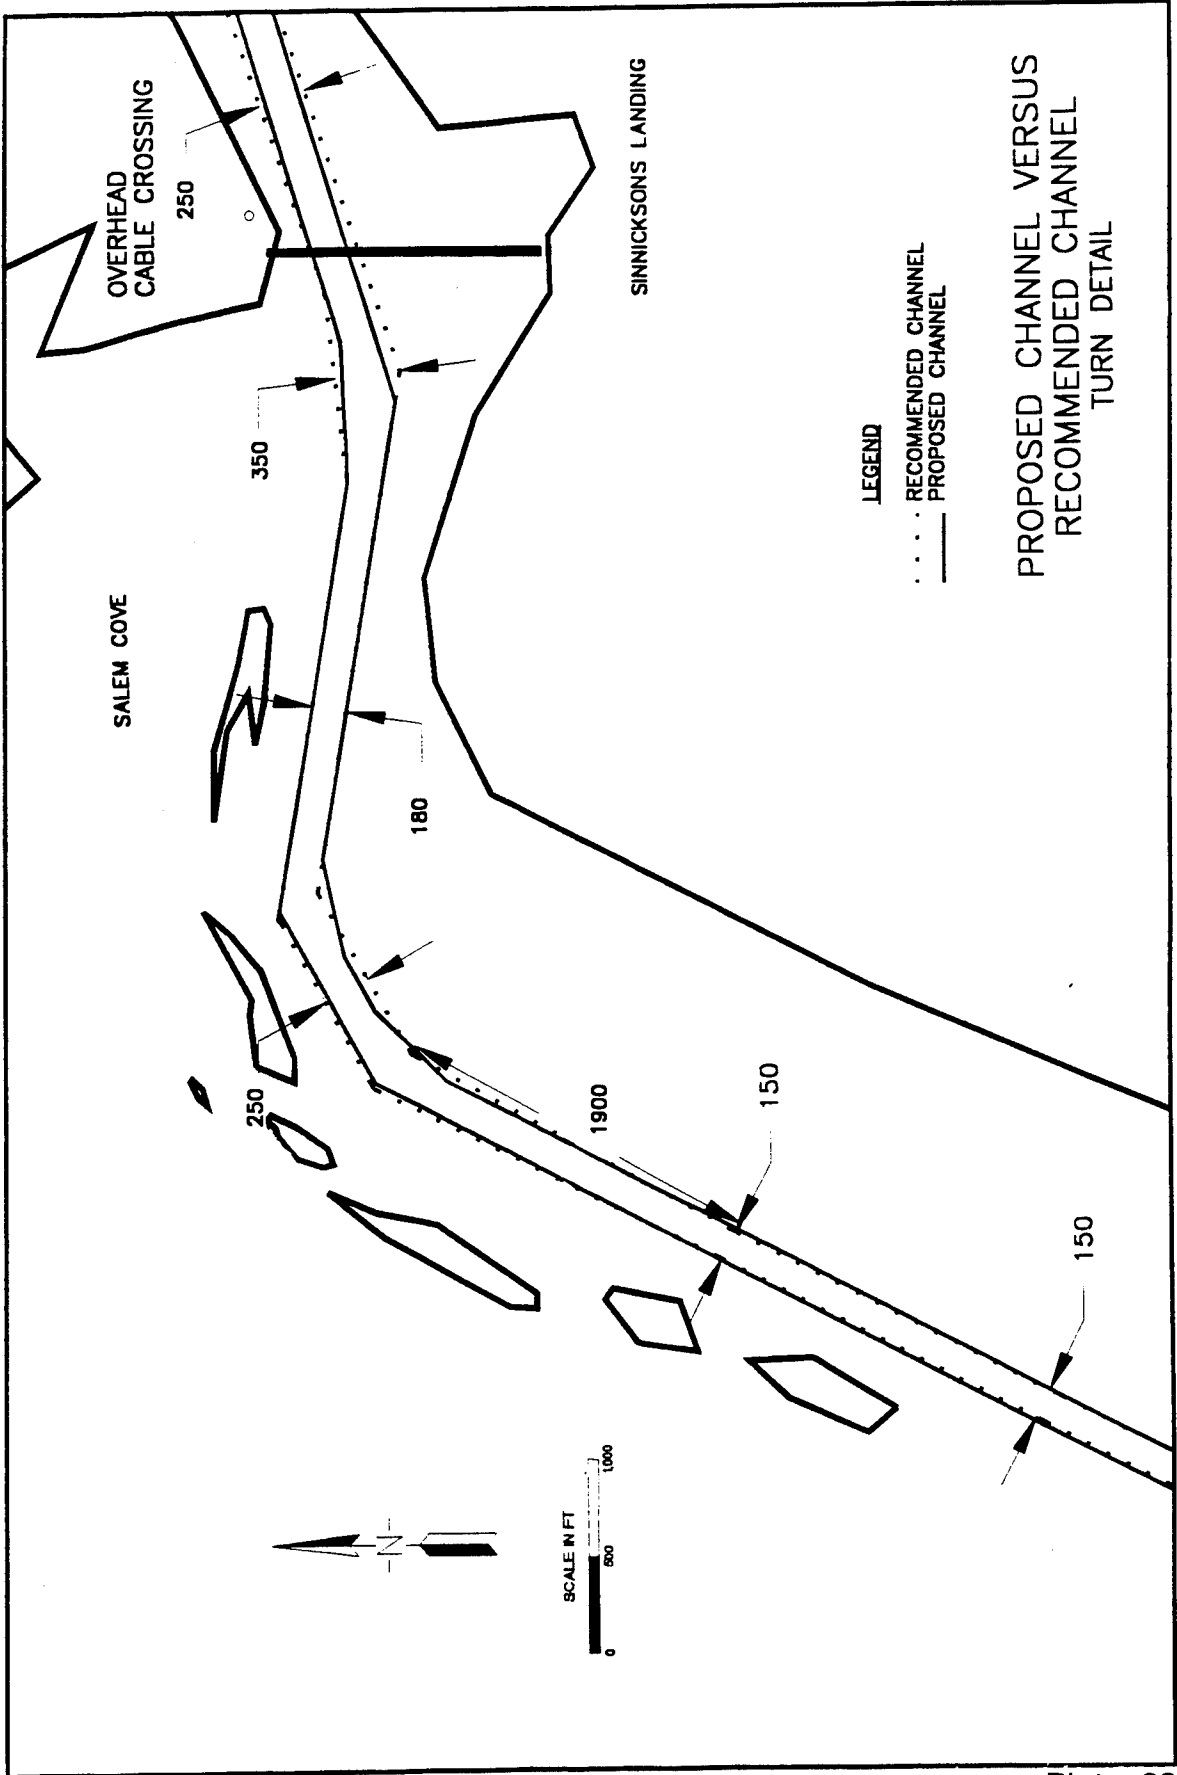 OVERHEAD
CABLE CROSSING
250
350
SALEM COVE
180
250
SINNICKSONS LANDING
1900
150
150
N
SCALE IN FT
0
500
1,000
LEGEND
RECOMMENDED CHANNEL
PROPOSED CHANNEL
PROPOSED CHANNEL VERSUS
RECOMMENDED CHANNEL
TURN DETAIL